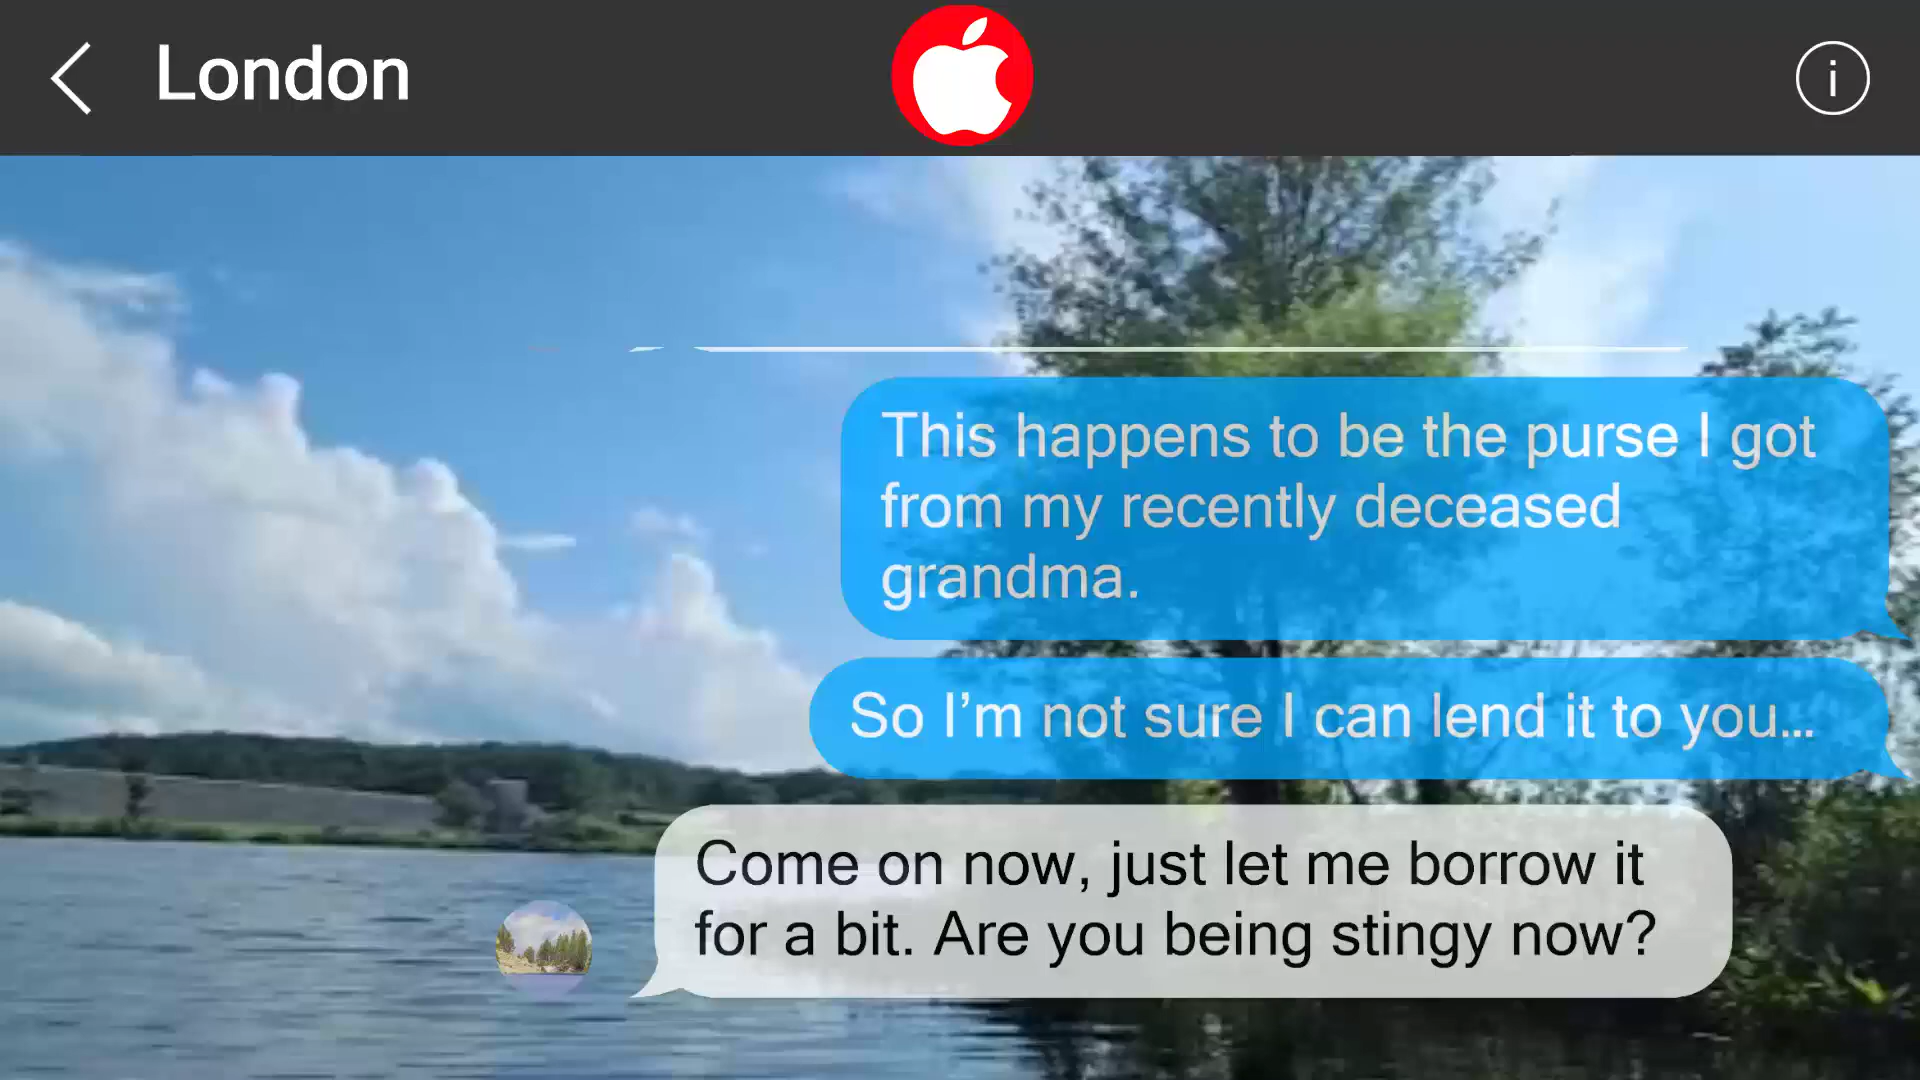 London
This happens to be the purse I got
from my recently deceased
grandma.
So I’m not sure I can lend it to you...
Come on now, just let me borrow it
for a bit. Are you being stingy now?